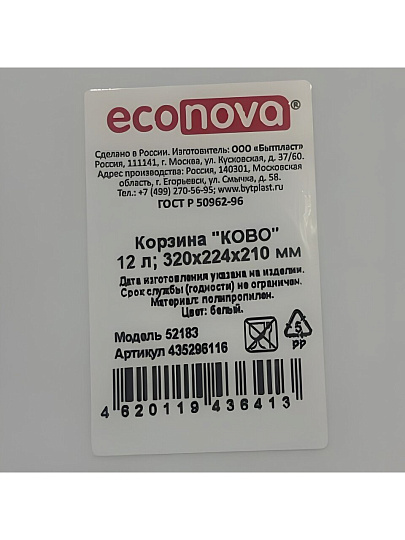 econova®
Сделано в России. Изготовитель: ООО «Бытпласт»
Россия, 111141, г. Москва, ул. Кусковская, д. 37/60.
Адрес производства: Россия, 140301, Московская
область, г. Егорьевск, ул. Смычка, д. 58.
Тел.: +7 (499) 270-56-95; www.bytplast.ru
ГОСТ Р 50962-96
Корзина "КОВО"
12 л; 320х224х210 мм
Дата изготовления указана на изделии.
Срок службы (годности) не ограничен.
Материал: полипропилен.
Цвет: белый.
Модель 52183
Артикул 435296116
5
PP
4 620119 436413